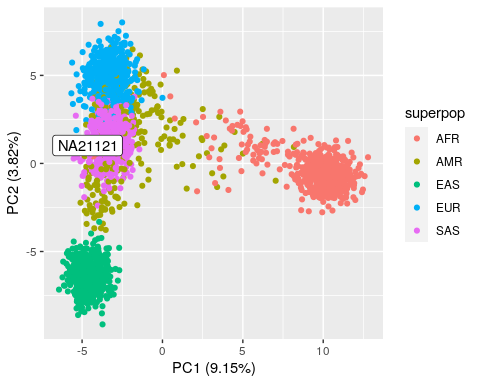 superpop
AFR
AMR
EAS
EUR
SAS
NA21121
PC2 (3.82%)
5
0
-5
-5
0
5
10
PC1 (9.15%)